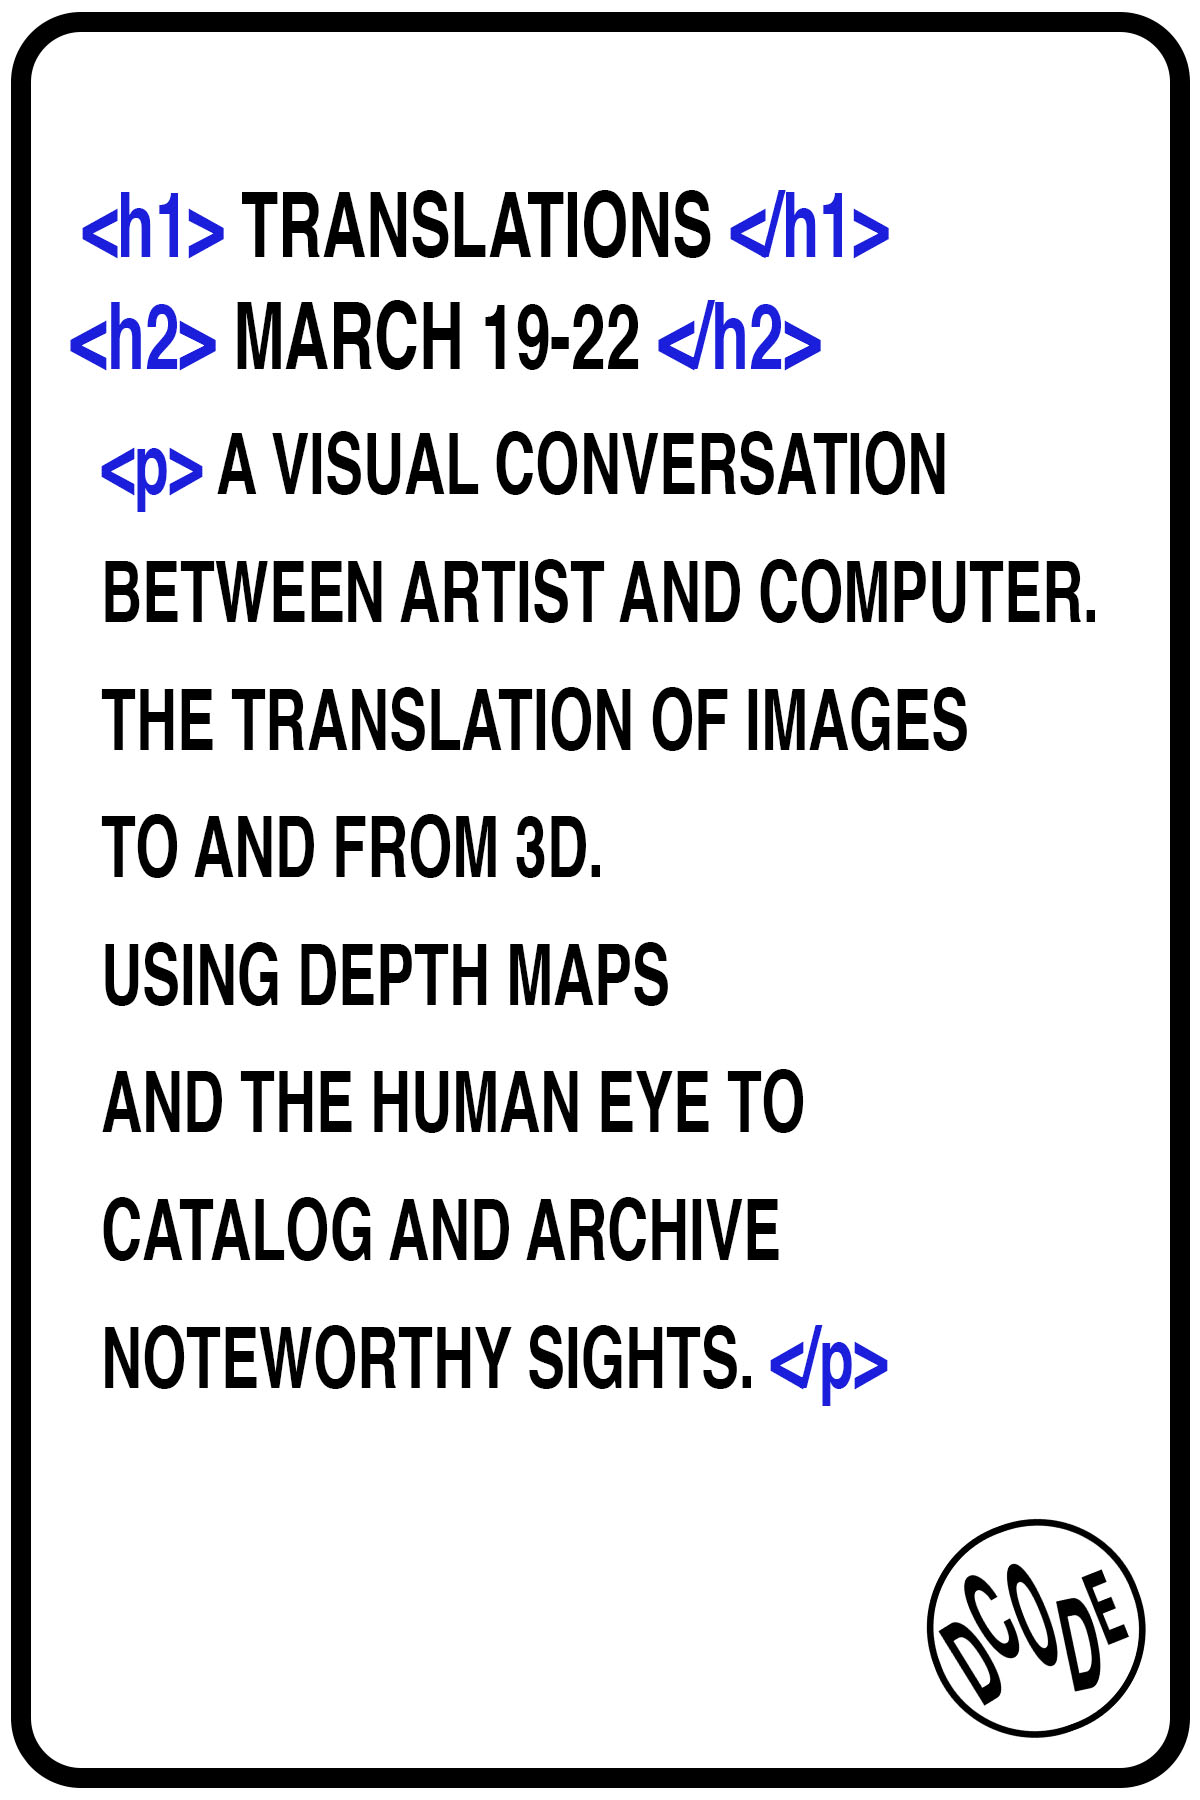 <h1> TRANSLATIONS </h1>
<h2> MARCH 19-22 </h2>
<p> A VISUAL CONVERSATION
BETWEEN ARTIST AND COMPUTER.
THE TRANSLATION OF IMAGES
TO AND FROM 3D.
USING DEPTH MAPS
AND THE HUMAN EYE TO
CATALOG AND ARCHIVE
NOTEWORTHY SIGHTS. </p>
DCODE